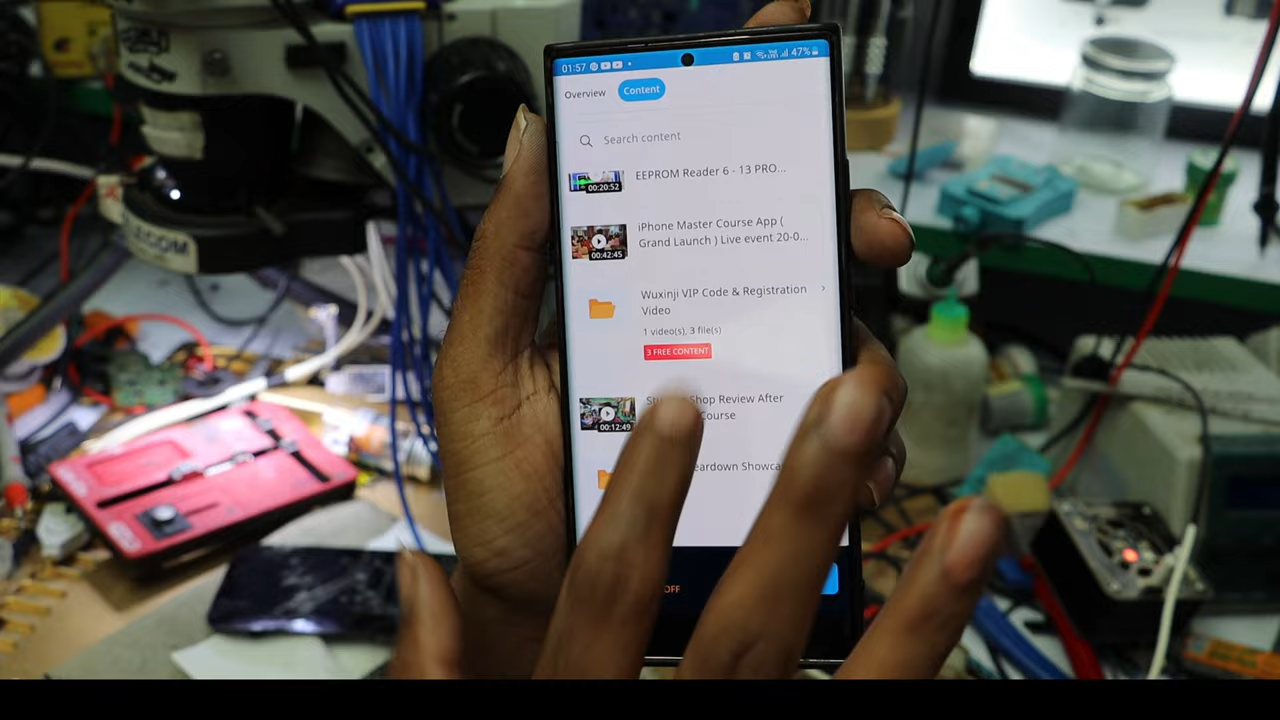 01:57
47%
Overview
Content
Search content
00:20:52
EEPROM Reader 6 - 13 PRO...
00:42:45
iPhone Master Course App (
Grand Launch ) Live event 20-0...
Wuxinji VIP Code & Registration
Video
1 video(s), 3 file(s)
3 FREE CONTENT
00:12:49
Shop Review After
Course
eardown Showca
OFF